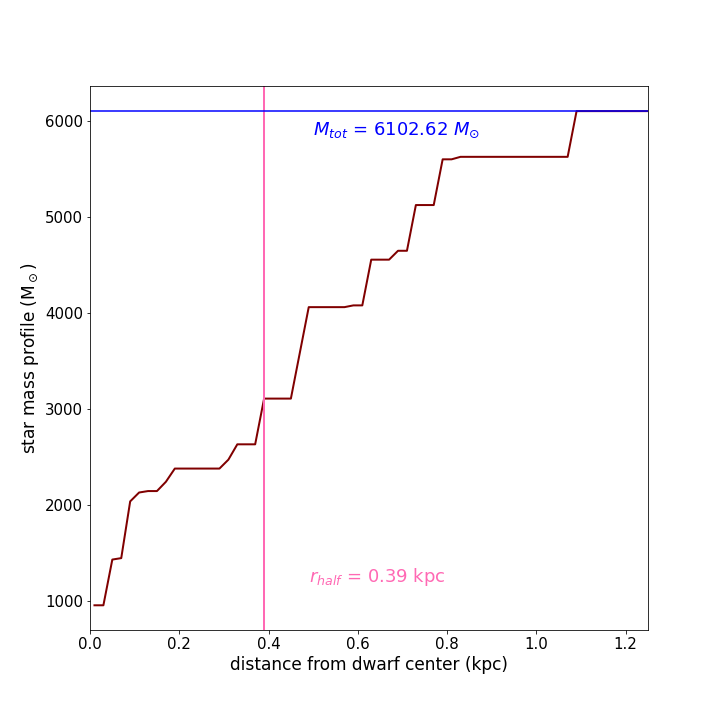 M_tot = 6102.62 M_⊙
r_half = 0.39 kpc
star mass profile (M_⊙)
6000
5000
4000
3000
2000
1000
0.0 0.2 0.4 0.6 0.8 1.0 1.2
distance from dwarf center (kpc)